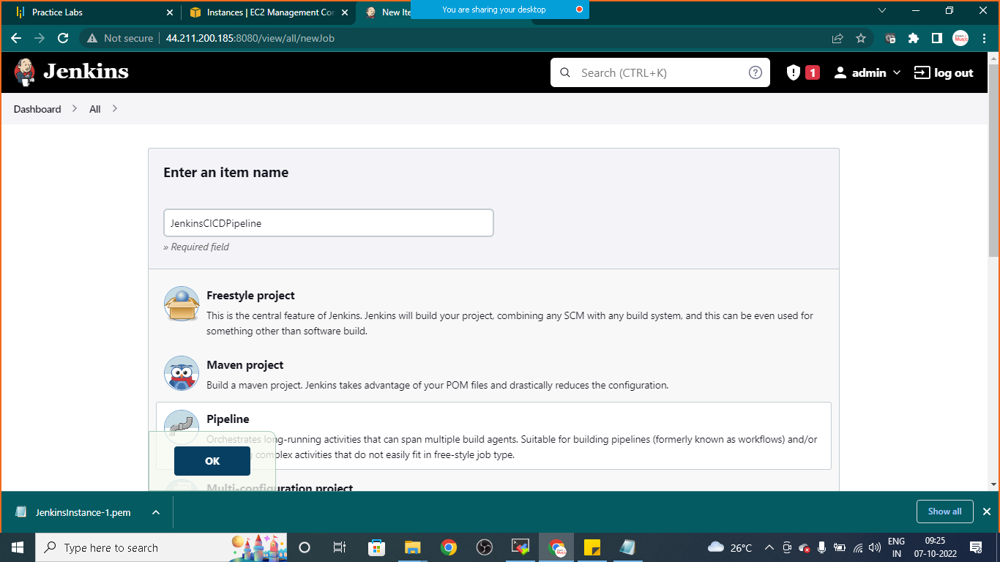 Practice Labs
Instances | EC2 Management Con
New Ite
You are sharing your desktop
Not secure
44.211.200.185:8080/view/all/newJob
Jenkins
Search (CTRL+K)
1
admin
log out
Dashboard
All
Enter an item name
JenkinsCICDPipeline
» Required field
Freestyle project
This is the central feature of Jenkins. Jenkins will build your project, combining any SCM with any build system, and this can be even used for
something other than software build.
Maven project
Build a maven project. Jenkins takes advantage of your POM files and drastically reduces the configuration.
Pipeline
Orchestrates long-running activities that can span multiple build agents. Suitable for building pipelines (formerly known as workflows) and/or
complex activities that do not easily fit in free-style job type.
OK
Multi-configuration project
JenkinsInstance-1.pem
Show all
Type here to search
26°C
ENG
IN
09:25
07-10-2022